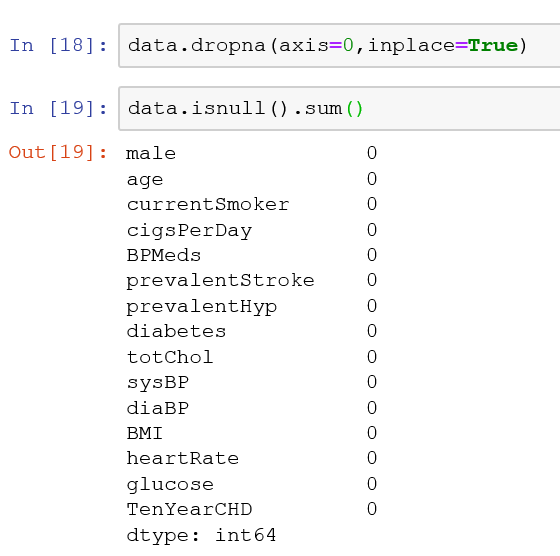 In [18]: data.dropna(axis=0,inplace=True)
In [19]: data.isnull().sum()
Out[19]: male 0
age 0
currentSmoker 0
cigsPerDay 0
BPMeds 0
prevalentStroke 0
prevalentHyp 0
diabetes 0
totChol 0
sysBP 0
diaBP 0
BMI 0
heartRate 0
glucose 0
TenYearCHD 0
dtype: int64